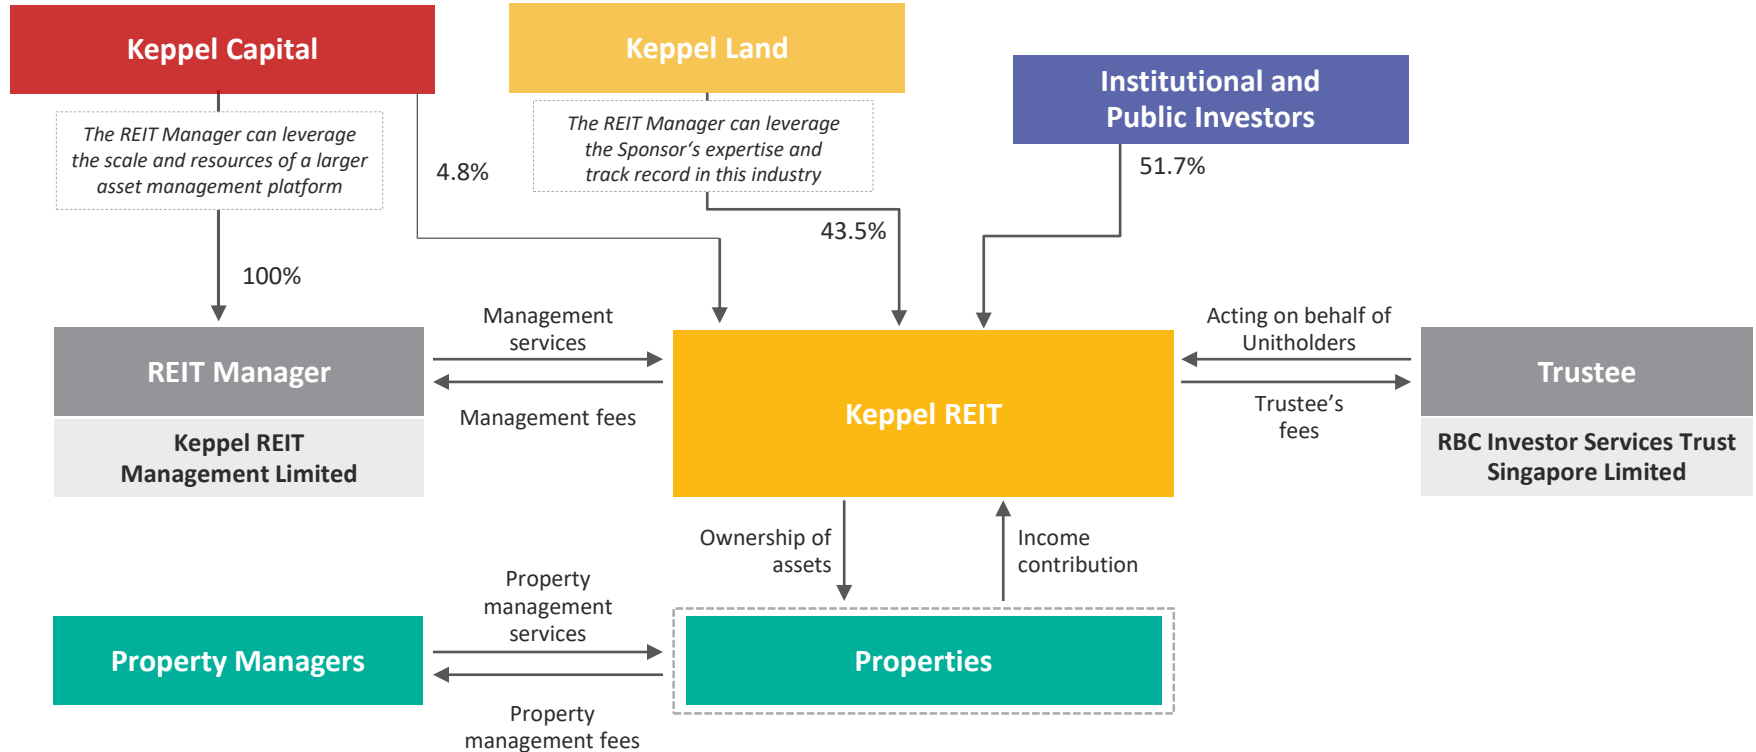 Keppel Capital
Keppel Land
Institutional and
Public Investors
The REIT Manager can leverage
the scale and resources of a larger
asset management platform
The REIT Manager can leverage
the Sponsor‘s expertise and
track record in this industry
4.8%
51.7%
43.5%
100%
Management
services
Acting on behalf of
Unitholders
REIT Manager
Keppel REIT
Trustee
Management fees
Trustee’s
fees
Keppel REIT
Management Limited
RBC Investor Services Trust
Singapore Limited
Ownership of
assets
Income
contribution
Property
management
services
Property Managers
Properties
Property
management fees